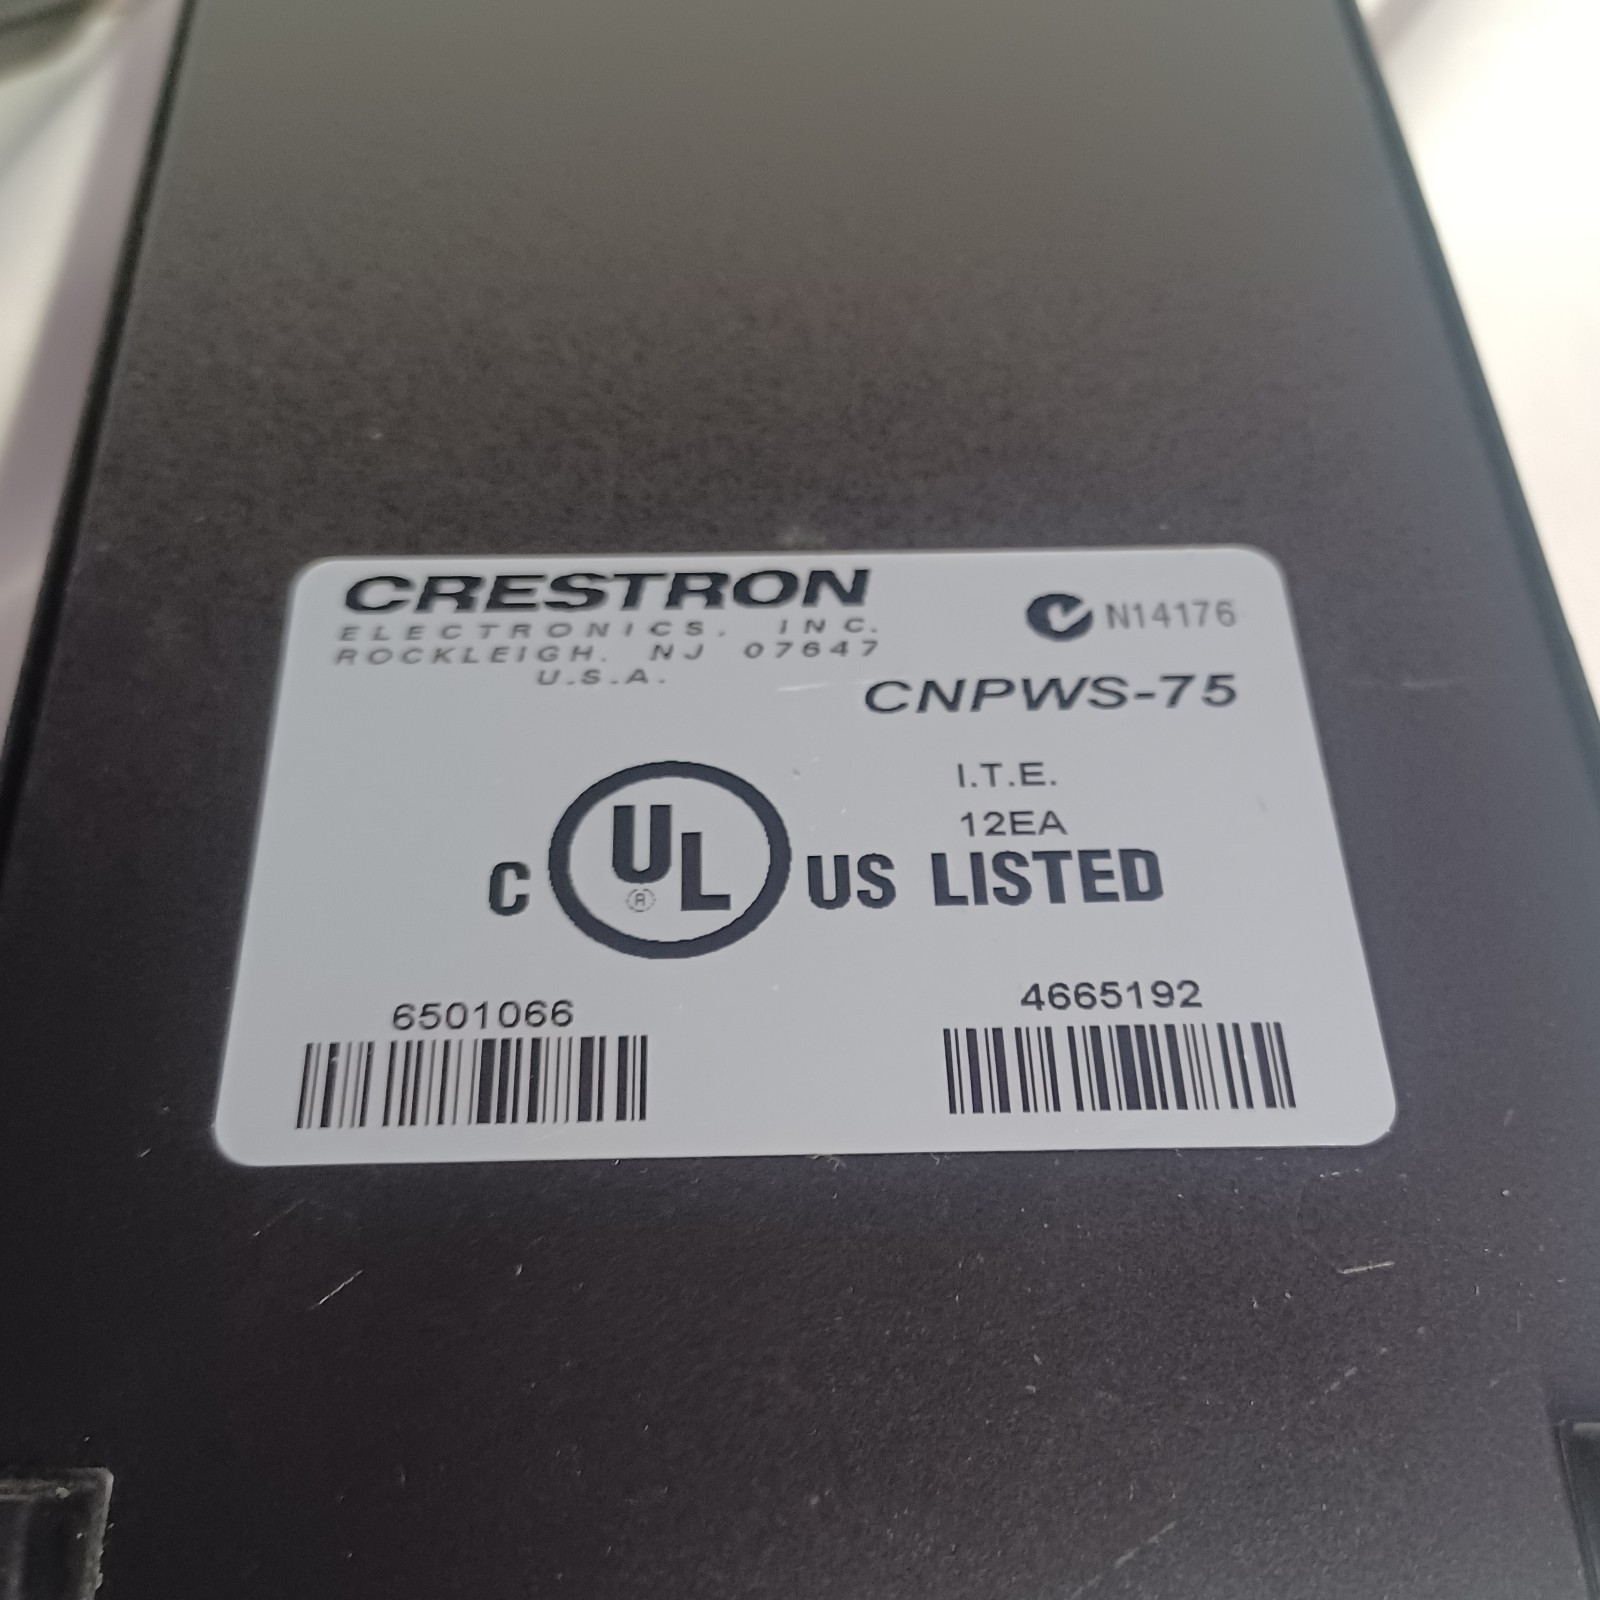 CRESTRON
ELECTRONICS, INC.
ROCKLEIGH, NJ 07647
U.S.A.
N14176
CNPWS-75
I.T.E.
12EA
C UL ® US LISTED
6501066
4665192